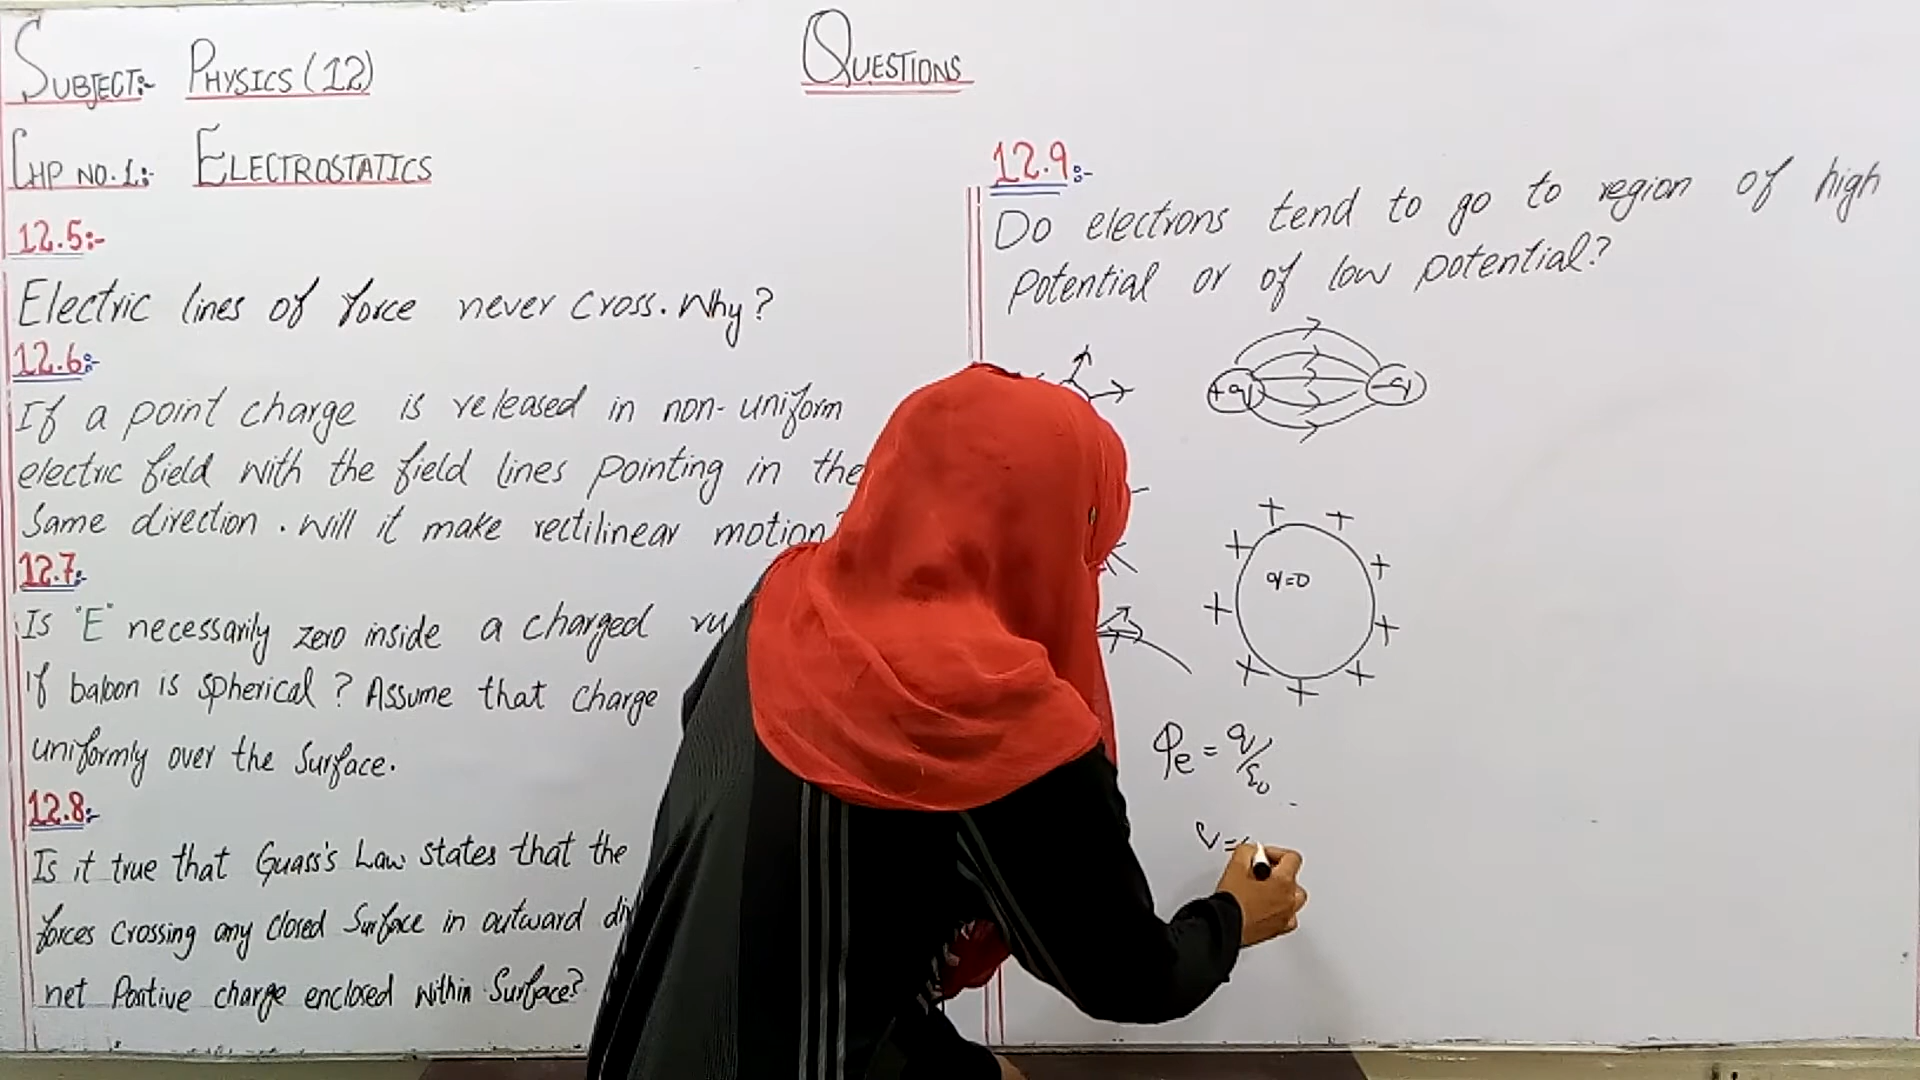 SUBJECT:- PHYSICS (12)
QUESTIONS
CHP NO. 1:- ELECTROSTATICS
12.5:-
Electric lines of force never cross. Why?
12.6:-
If a point charge is released in non-uniform
electric field with the field lines pointing in the
same direction. Will it make rectilinear motion?
12.7:-
Is "E" necessarily zero inside a charged
if baloon is spherical? Assume that charge
uniformly over the surface.
12.8:-
Is it true that Guass's Law states that the
forces crossing any closed surface in outward
net Positive charge enclosed within surface?
12.9:-
Do electrons tend to go to region of high
potential or of low potential?
+q -q
+ + + + + + + + + +
q=0
φe = q/ε0
V=